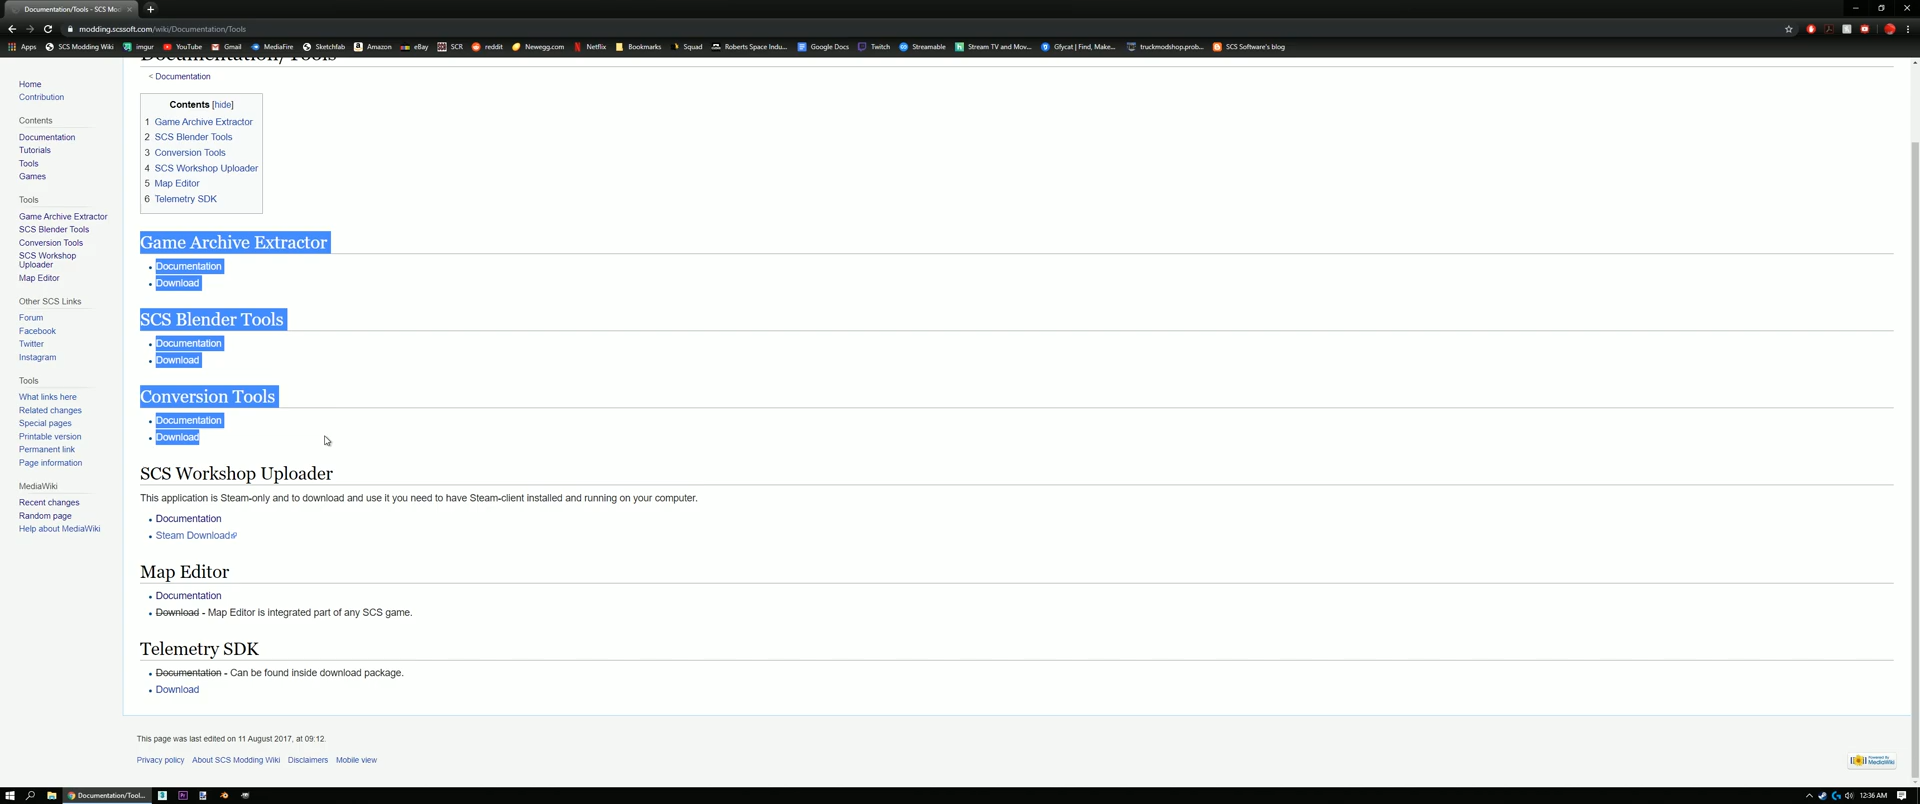 Documentation/Tools - SCS Mod
modding.scssoft.com/wiki/Documentation/Tools
Apps SCS Modding Wiki imgur YouTube Gmail MediaFire Sketchfab Amazon eBay SCR reddit Newegg.com Netflix Bookmarks Squad Roberts Space Indu... Google Docs Twitch Streamable Stream TV and Mov... Gfycat | Find, Make... truckmodshop.prob... SCS Software's blog
Documentation/Tools
< Documentation
Home
Contribution
Contents
Documentation
Tutorials
Tools
Games
Tools
Game Archive Extractor
SCS Blender Tools
Conversion Tools
SCS Workshop
Uploader
Map Editor
Other SCS Links
Forum
Facebook
Twitter
Instagram
Tools
What links here
Related changes
Special pages
Printable version
Permanent link
Page information
MediaWiki
Recent changes
Random page
Help about MediaWiki
Contents [hide]
1 Game Archive Extractor
2 SCS Blender Tools
3 Conversion Tools
4 SCS Workshop Uploader
5 Map Editor
6 Telemetry SDK
Game Archive Extractor
Documentation
Download
SCS Blender Tools
Documentation
Download
Conversion Tools
Documentation
Download
SCS Workshop Uploader
This application is Steam-only and to download and use it you need to have Steam-client installed and running on your computer.
Documentation
Steam Download
Map Editor
Documentation
Download - Map Editor is integrated part of any SCS game.
Telemetry SDK
Documentation - Can be found inside download package.
Download
This page was last edited on 11 August 2017, at 09:12.
Privacy policy About SCS Modding Wiki Disclaimers Mobile view
Powered By
MediaWiki
Documentation/Tool...
12:36 AM